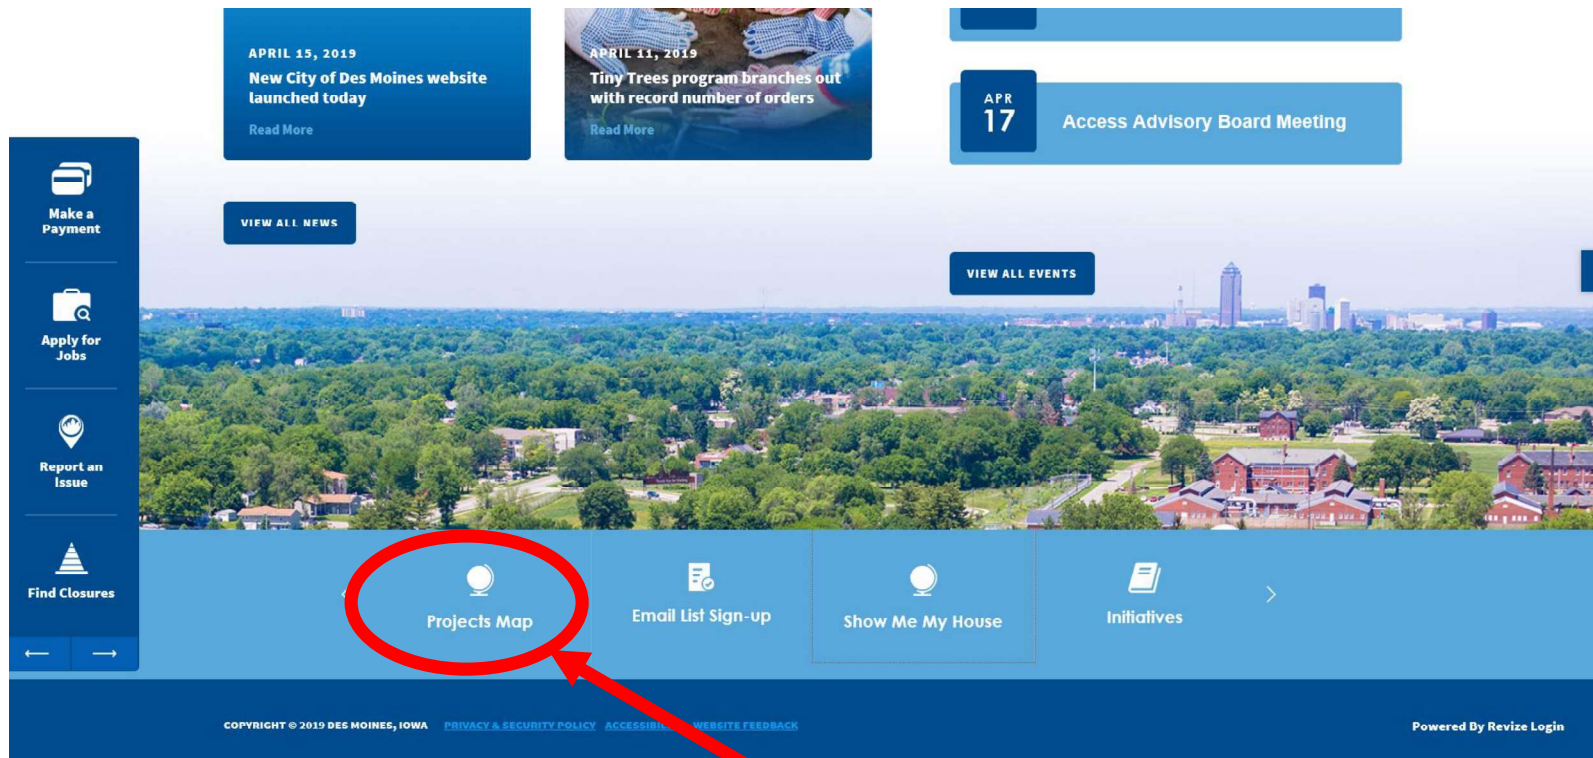 APRIL 15, 2019
New City of Des Moines website
launched today
Read More
APRIL 11, 2019
Tiny Trees program branches out
with record number of orders
Read More
APR
17
Access Advisory Board Meeting
VIEW ALL NEWS
VIEW ALL EVENTS
Make a
Payment
Apply for
Jobs
Report an
Issue
Find Closures
Projects Map
Email List Sign-up
Show Me My House
Initiatives
COPYRIGHT © 2019 DES MOINES, IOWA PRIVACY & SECURITY POLICY WEBSITE FEEDBACK
Powered By Revize Login